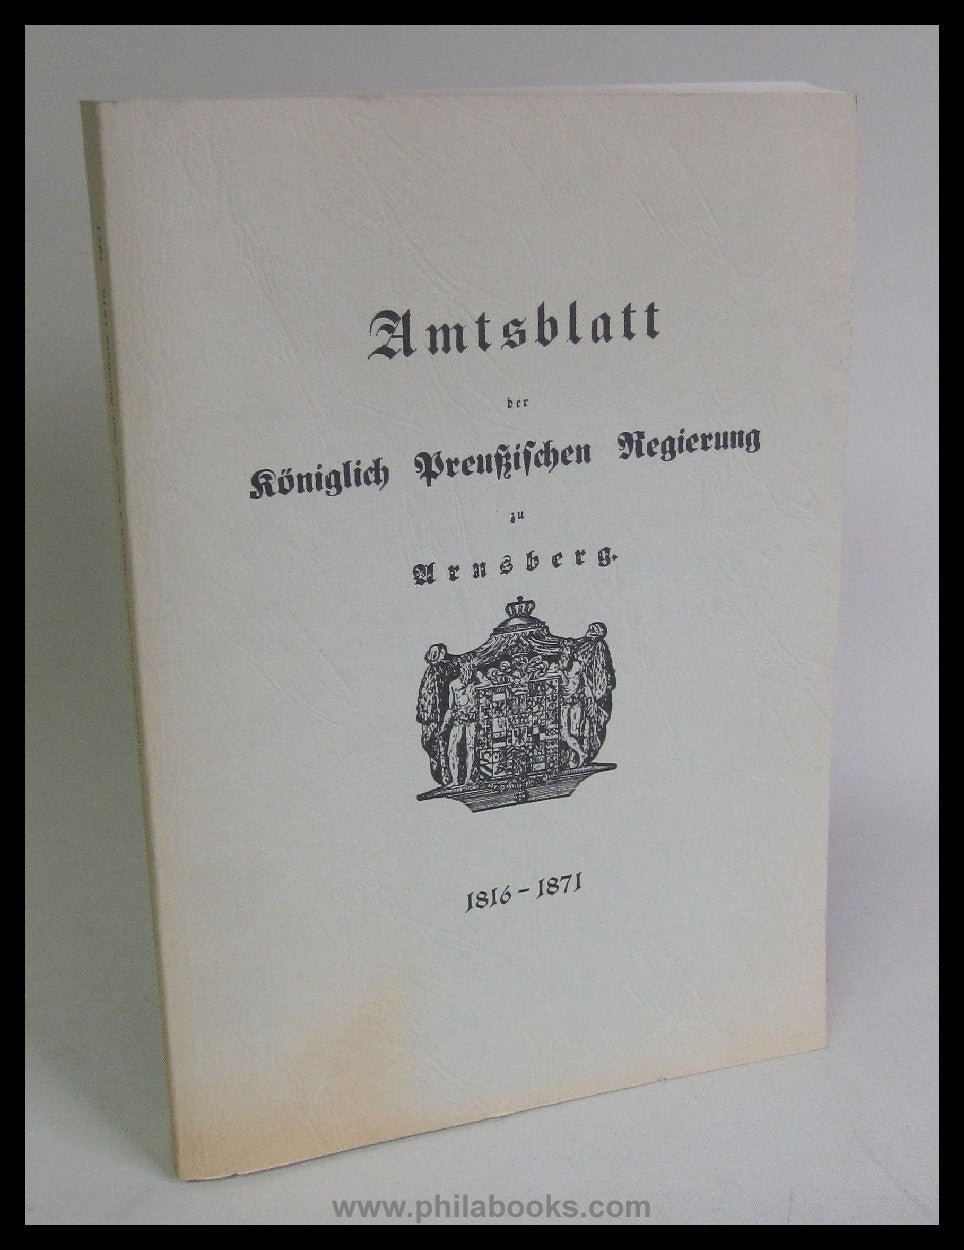 Amtsblatt
der
Königlich Preußischen Regierung
zu
Arnsberg.
1816 - 1871
www.philabooks.com